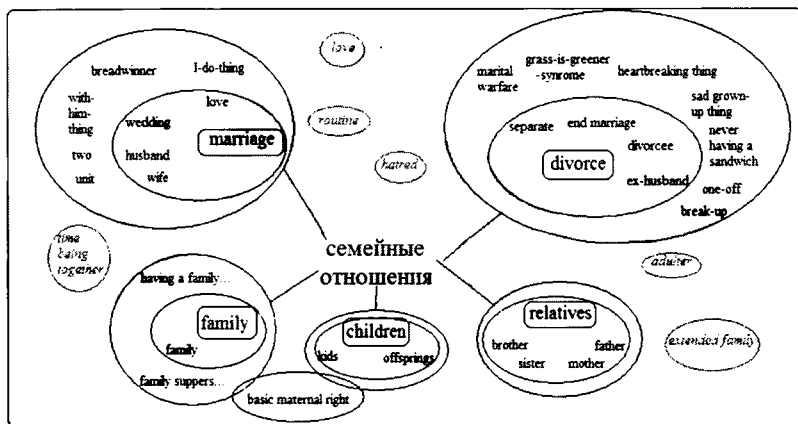 love
breadwinner
I-do-thing
with-
him-
thing
love
wedding
marriage
two
husband
unit
wife
routine
hatred
marital
warfare
grass-is-greener
-synrome
heartbreaking thing
sad grown-
up thing
never
having a
sandwich
separate
end marriage
divorcee
divorce
ex-husband
one-off
break-up
time
being
together
семейные
отношения
adulter
having a family...
family
family
family suppers...
children
kids
offsprings
basic maternal right
relatives
brother
father
sister
mother
extended family